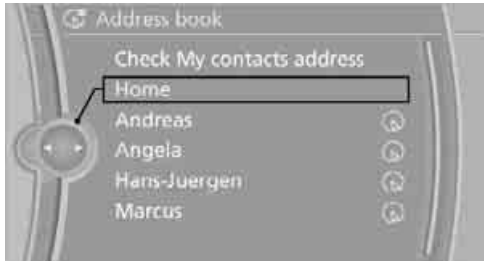 Address book
Check My contacts address
Home
Andreas
Angela
Hans-Juergen
Marcus